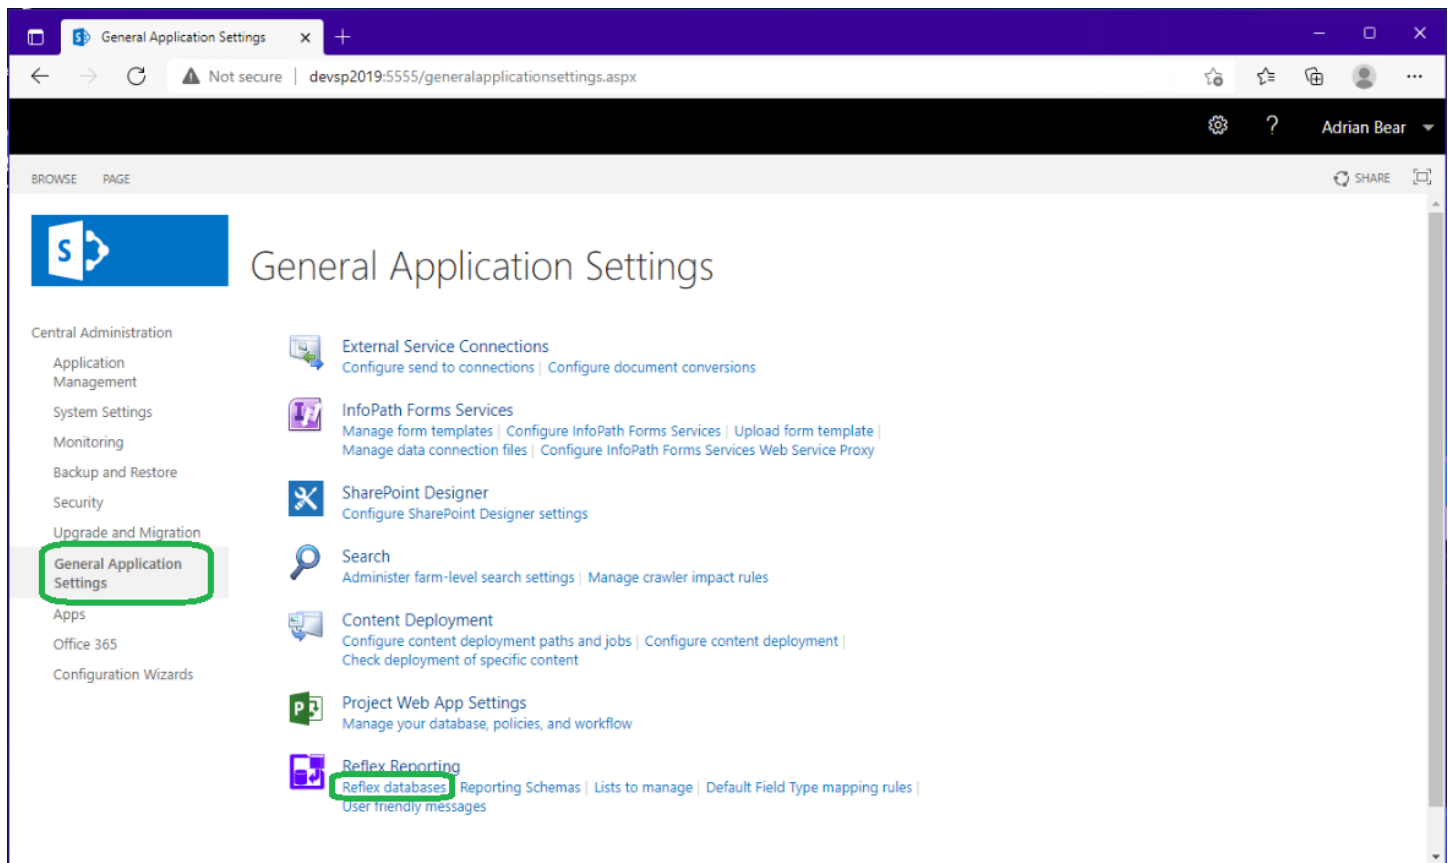 General Application Settings
Not secure | devsp2019:5555/generalapplicationsettings.aspx
? Adrian Bear
BROWSE PAGE SHARE
S
General Application Settings
Central Administration
Application
Management
System Settings
Monitoring
Backup and Restore
Security
Upgrade and Migration
General Application
Settings
Apps
Office 365
Configuration Wizards
External Service Connections
Configure send to connections | Configure document conversions
InfoPath Forms Services
Manage form templates | Configure InfoPath Forms Services | Upload form template |
Manage data connection files | Configure InfoPath Forms Services Web Service Proxy
SharePoint Designer
Configure SharePoint Designer settings
Search
Administer farm-level search settings | Manage crawler impact rules
Content Deployment
Configure content deployment paths and jobs | Configure content deployment |
Check deployment of specific content
P
Project Web App Settings
Manage your database, policies, and workflow
Reflex Reporting
Reflex databases | Reporting Schemas | Lists to manage | Default Field Type mapping rules |
User friendly messages